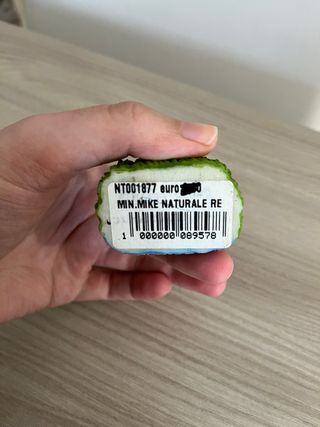 NT001877 euro
MIN.MIKE NATURALE RE
1 000000 089578